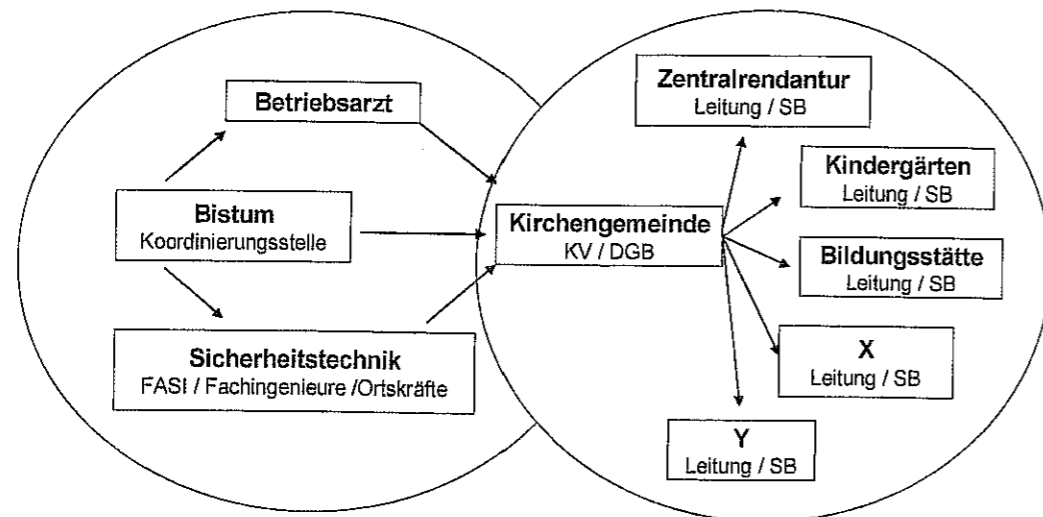 Betriebsarzt
Bistum
Koordinierungsstelle
Sicherheitstechnik
FASI / Fachingenieure /Ortskräfte
Kirchengemeinde
KV / DGB
Zentralrendantur
Leitung / SB
Kindergärten
Leitung / SB
Bildungsstätte
Leitung / SB
X
Leitung / SB
Y
Leitung / SB